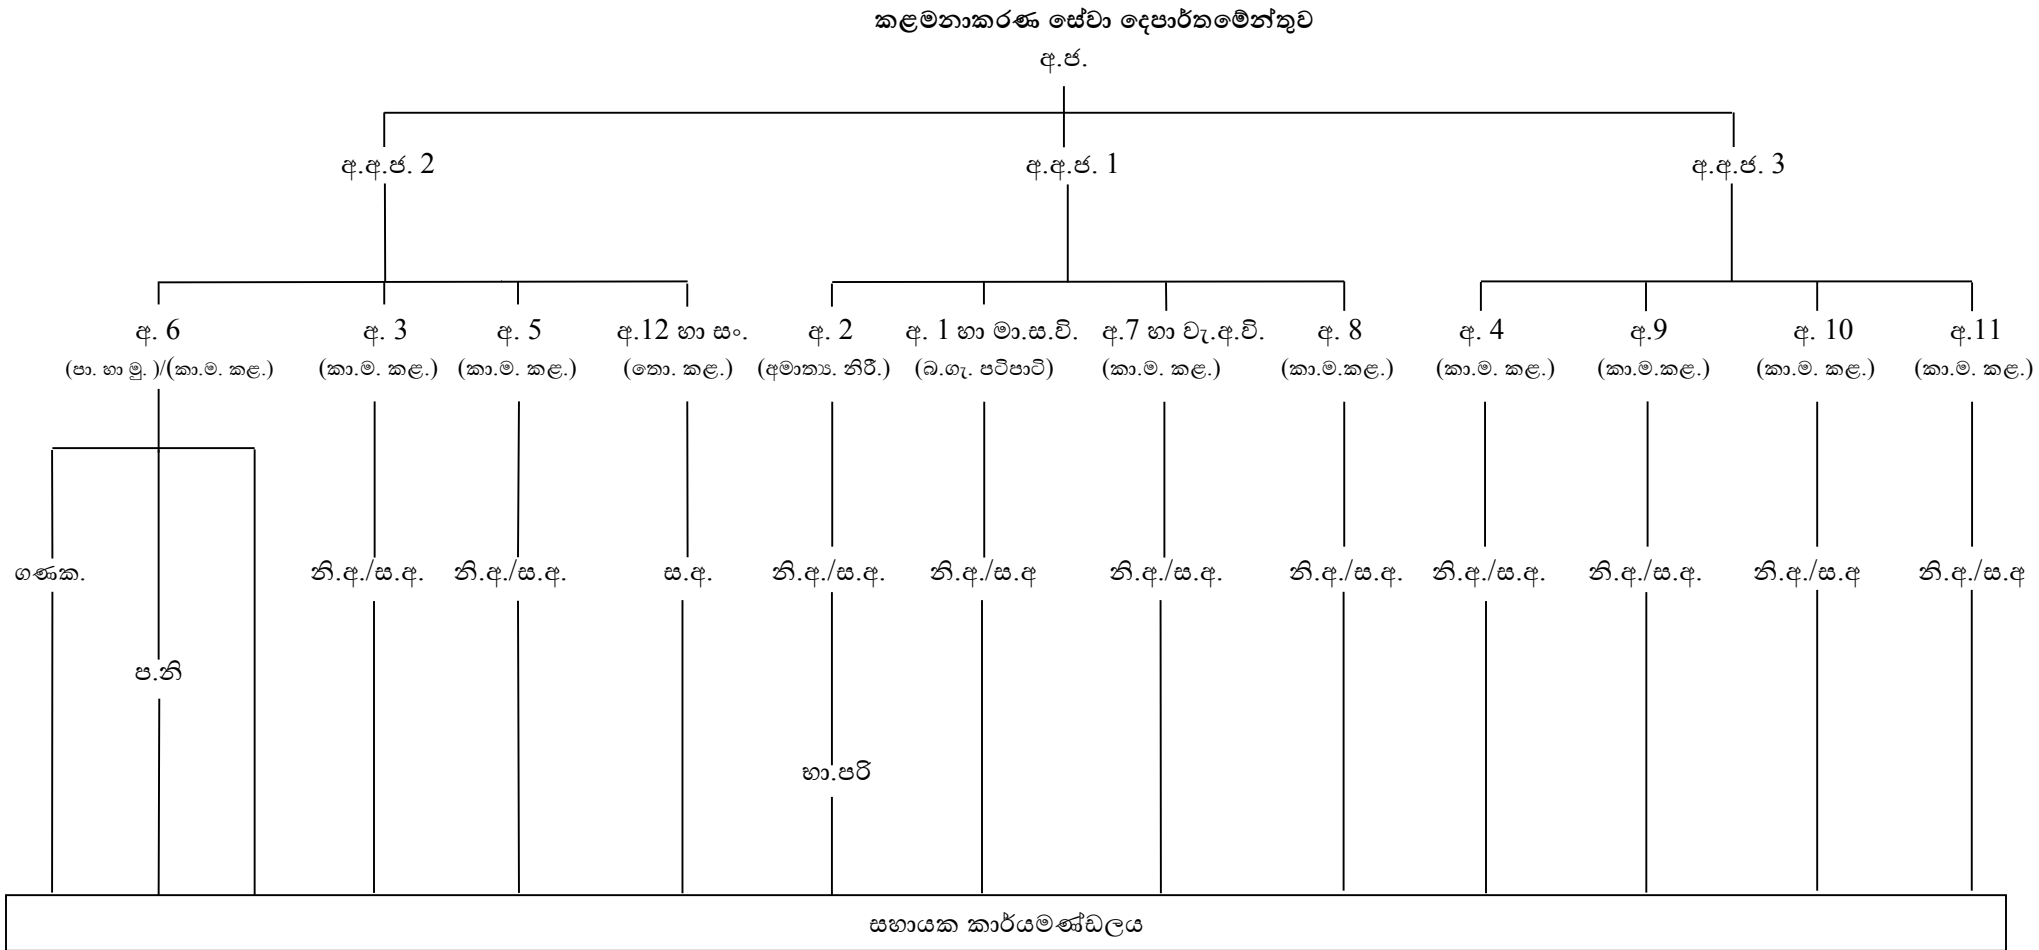 කළමනාකරණ සේවා දෙපාර්තමේන්තුව
අ.ජ.
අ.අ.ජ. 2 අ.අ.ජ. 1 අ.අ.ජ. 3
අ. 6 අ. 3 අ. 5 අ.12 හා සං. අ. 2 අ. 1 හා මා.ස.වි. අ.7 හා වැ.අ.වි. අ. 8 අ. 4 අ.9 අ. 10 අ.11
(පා. හා මු. )/(කා.ම. කළ.) (කා.ම. කළ.) (කා.ම. කළ.) (තො. කළ.) (අමාත්‍ය. නිරී.) (බ.ගැ. පටිපාටි) (කා.ම. කළ.) (කා.ම.කළ.) (කා.ම. කළ.) (කා.ම.කළ.) (කා.ම. කළ.) (කා.ම. කළ.)
ගණක. නි.අ./ස.අ. නි.අ./ස.අ. ස.අ. නි.අ./ස.අ. නි.අ./ස.අ නි.අ./ස.අ. නි.අ./ස.අ. නි.අ./ස.අ. නි.අ./ස.අ. නි.අ./ස.අ නි.අ./ස.අ
ප.නි
භා.පරි
සහායක කාර්යමණ්ඩලය